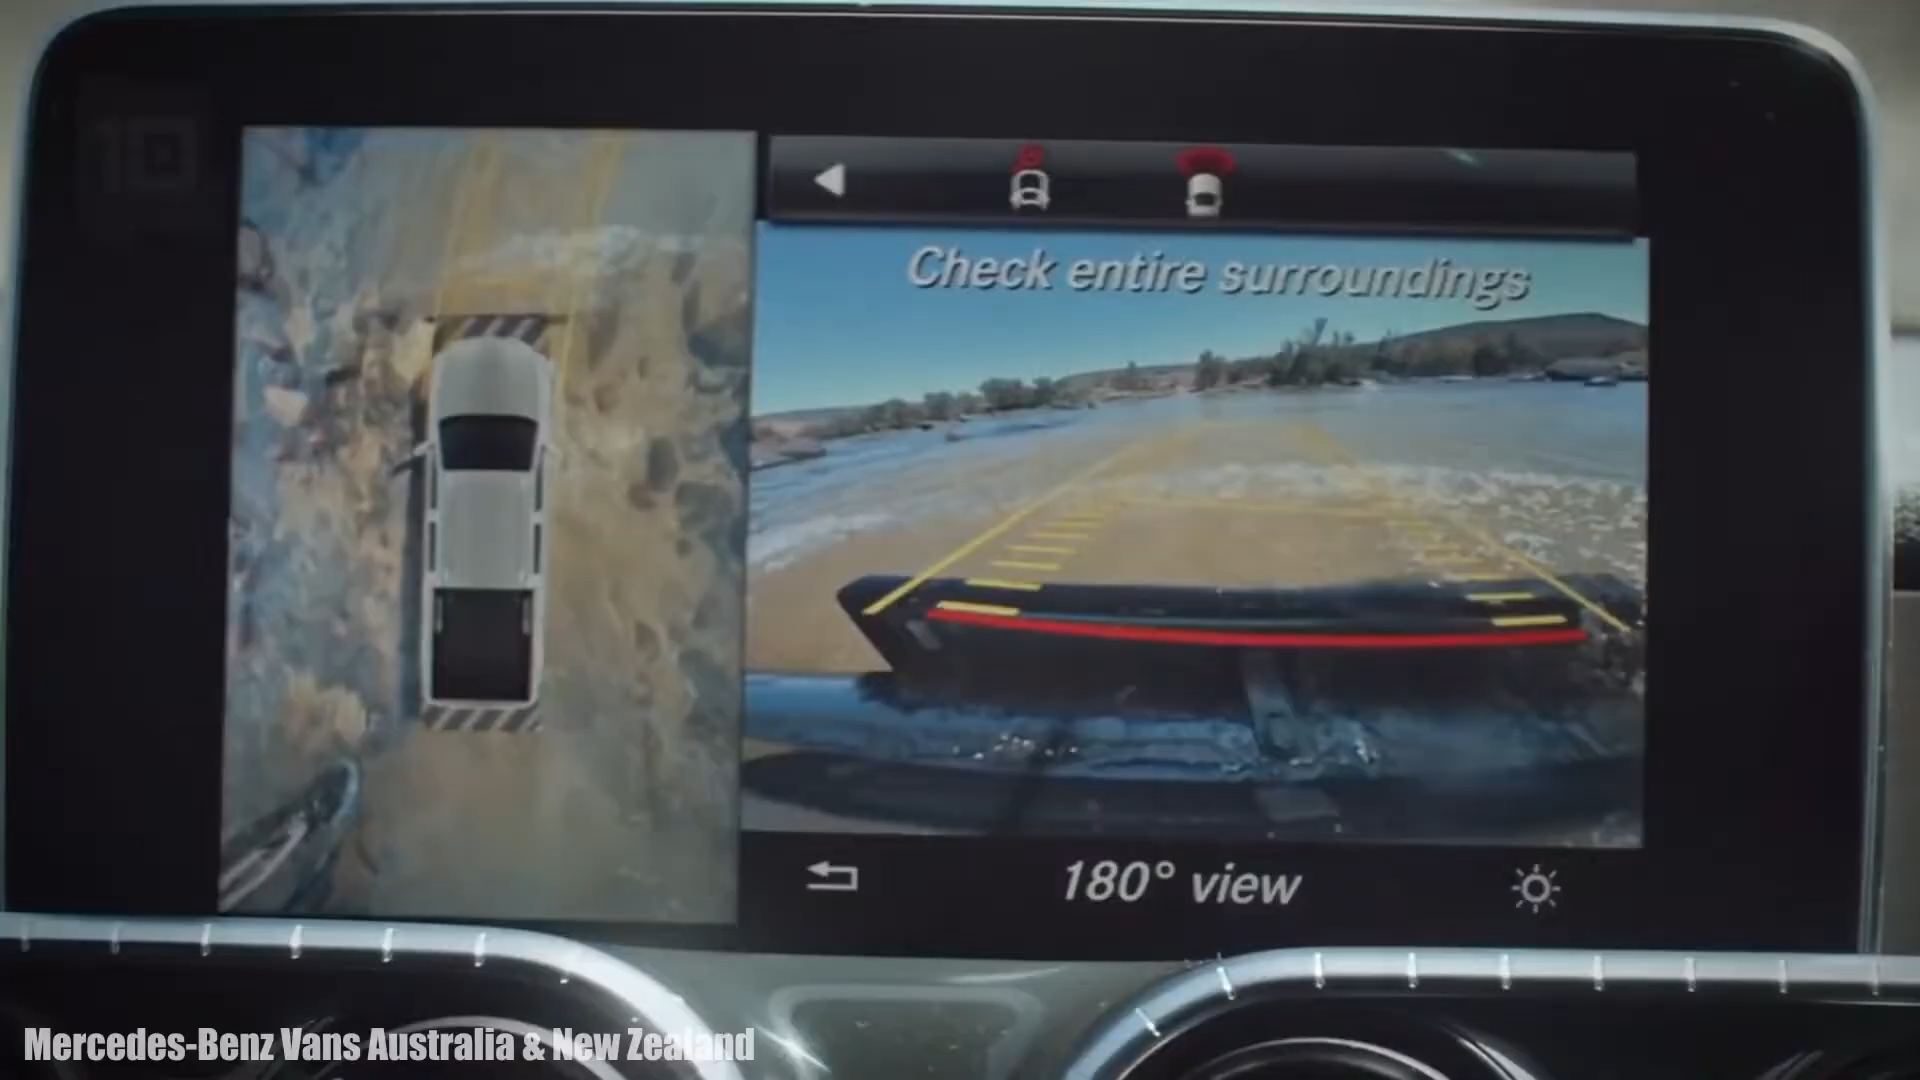 Check entire surroundings
180° view
Mercedes-Benz Vans Australia & New Zealand